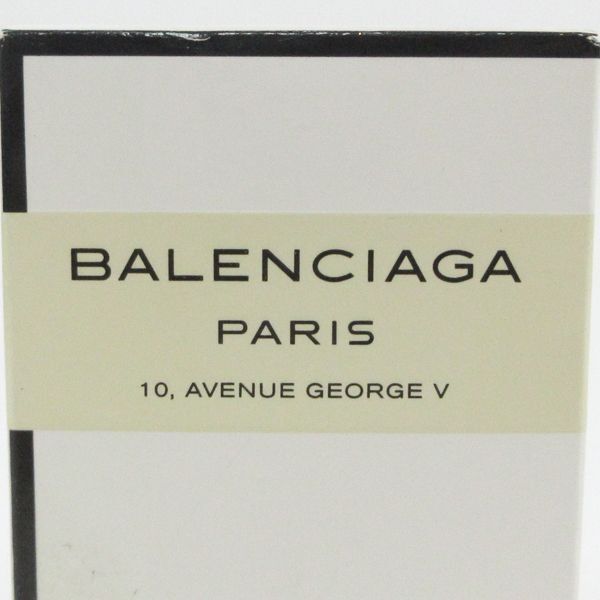 BALENCIAGA
PARIS
10, AVENUE GEORGE V